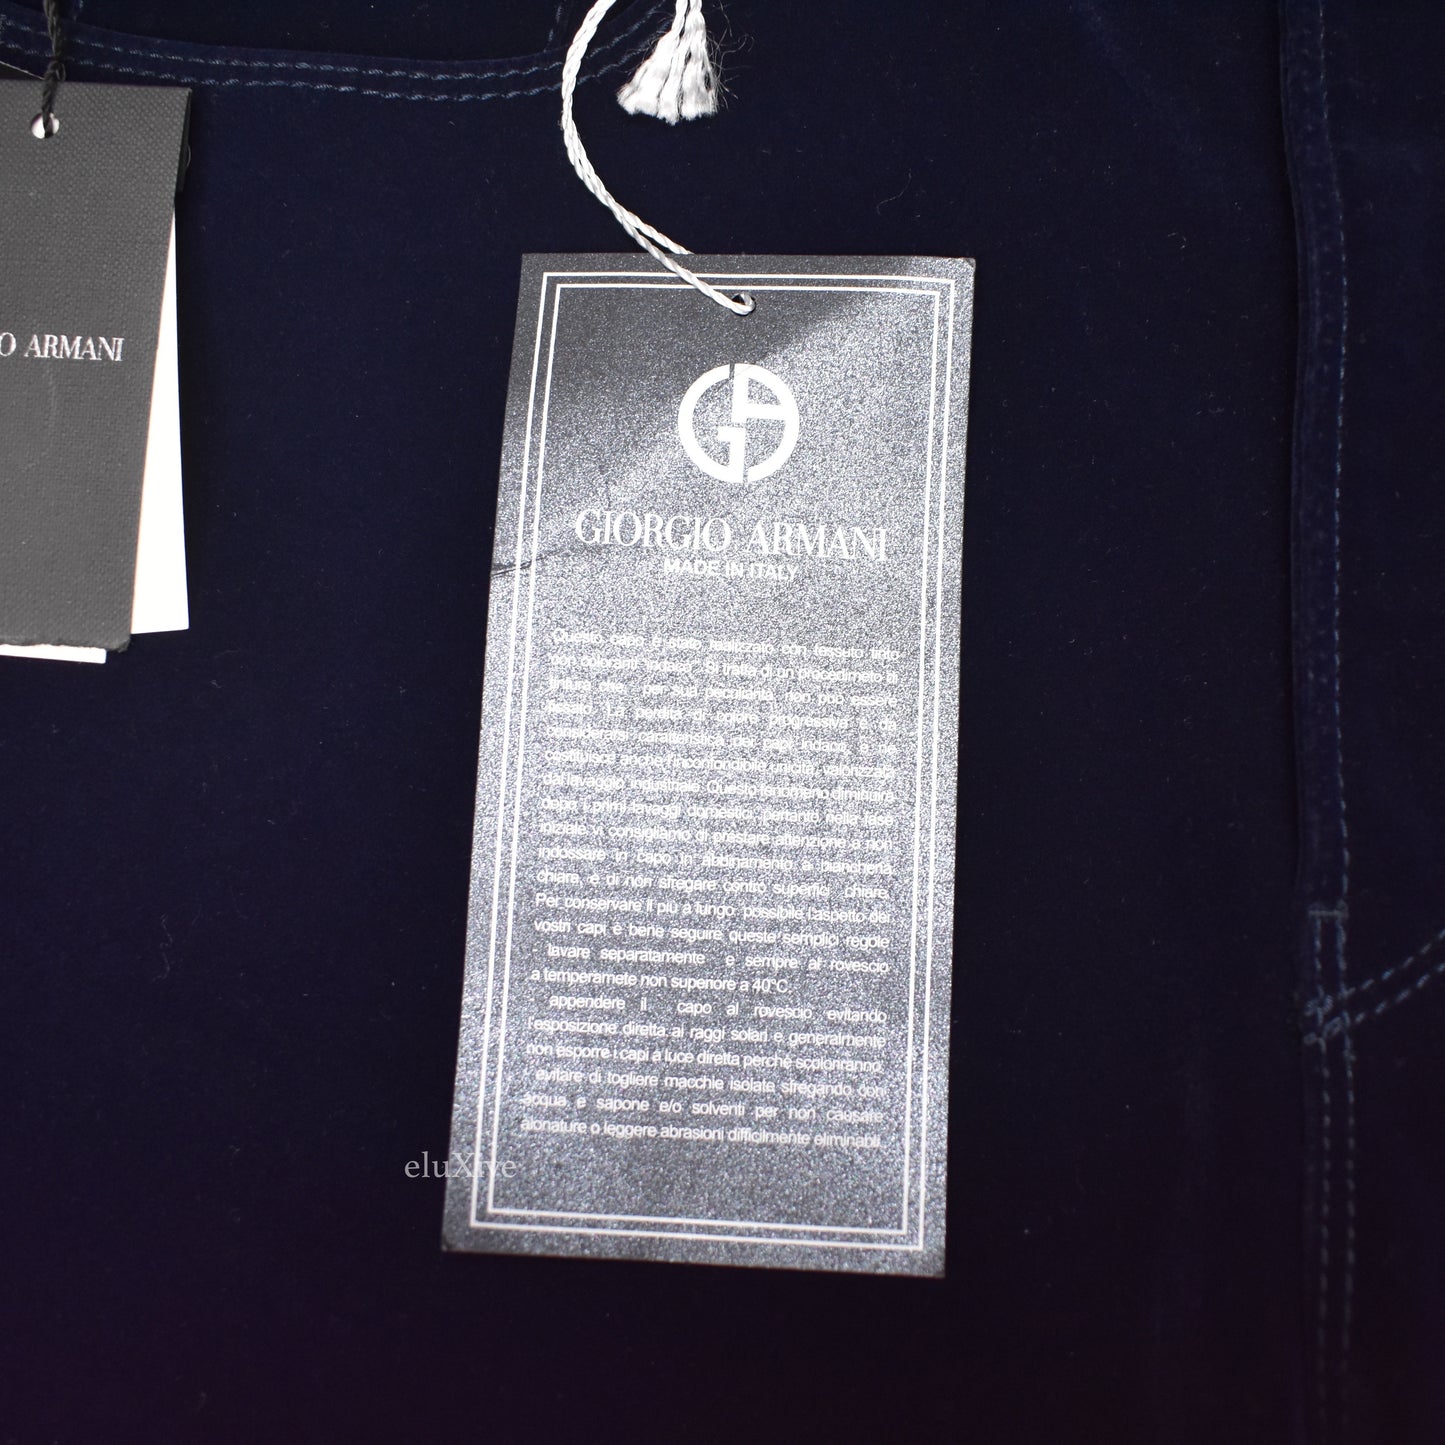 O ARMANI
GA
GIORGIO ARMANI
MADE IN ITALY
Questo capo è stato realizzato con tessuto tinto
con coloranti "indaco". Si tratta di un procedimento di
tintura che, per sua peculiarità, non può essere
fissato. La perdita di colore progressiva è da
considerarsi caratteristica dei capi indaco, e ne
costituisce anche l'inconfondibile unicità, valorizzata
dal lavaggio industriale. Questo fenomeno diminuirà
dopo i primi lavaggi domestici, pertanto nella fase
iniziale vi consigliamo di prestare attenzione a non
indossare in capo in abbinamento a biancheria
chiare, e di non sfregare contro superfici chiare.
Per conservare il più a lungo possibile l'aspetto dei
vostri capi è bene seguire queste semplici regole
lavare separatamente e sempre al rovescio
a temperamete non superiore a 40°C.
appendere il capo al rovescio evitando
l'esposizione diretta ai raggi solari e generalmente
non esporre i capi a luce diretta perché scoloriranno.
evitare di togliere macchie isolate sfregando con
acqua e sapone e/o solventi per non causare
alonature o leggere abrasioni difficilmente eliminabili.
eluXive